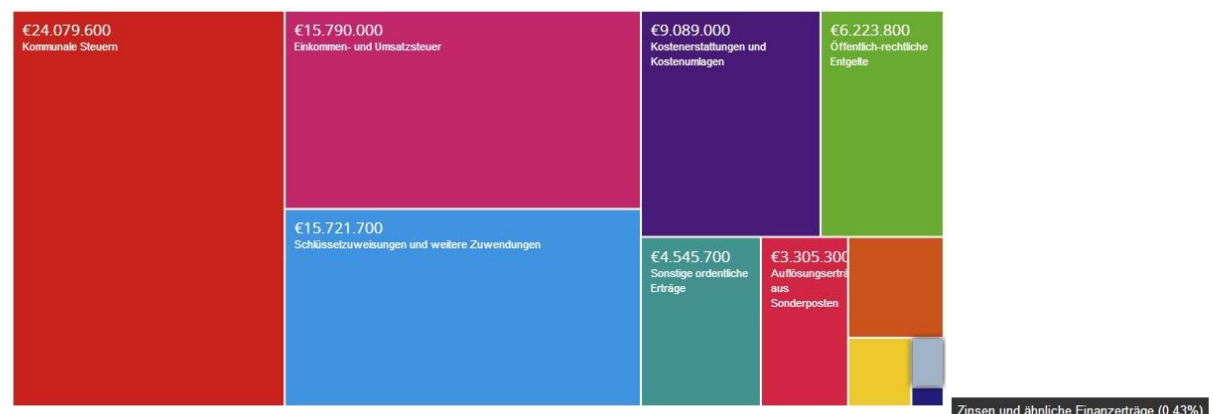 €24.079.600
Kommunale Steuern
€15.790.000
Einkommen- und Umsatzsteuer
€15.721.700
Schlüsselzuweisungen und weitere Zuwendungen
€9.089.000
Kostenerstattungen und
Kostenumlagen
€6.223.800
Öffentlich-rechtliche
Entgelte
€4.545.700
Sonstige ordentliche
Erträge
€3.305.300
Auflösungserträ
aus
Sonderposten
Zinsen und ähnliche Finanzerträge (0.43%)